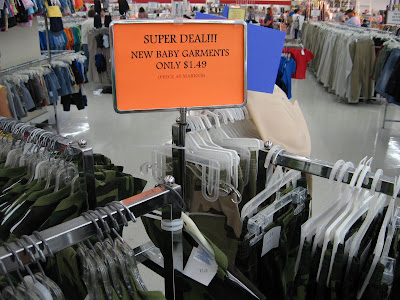 SUPER DEAL!!!
NEW BABY GARMENTS
ONLY $1.49